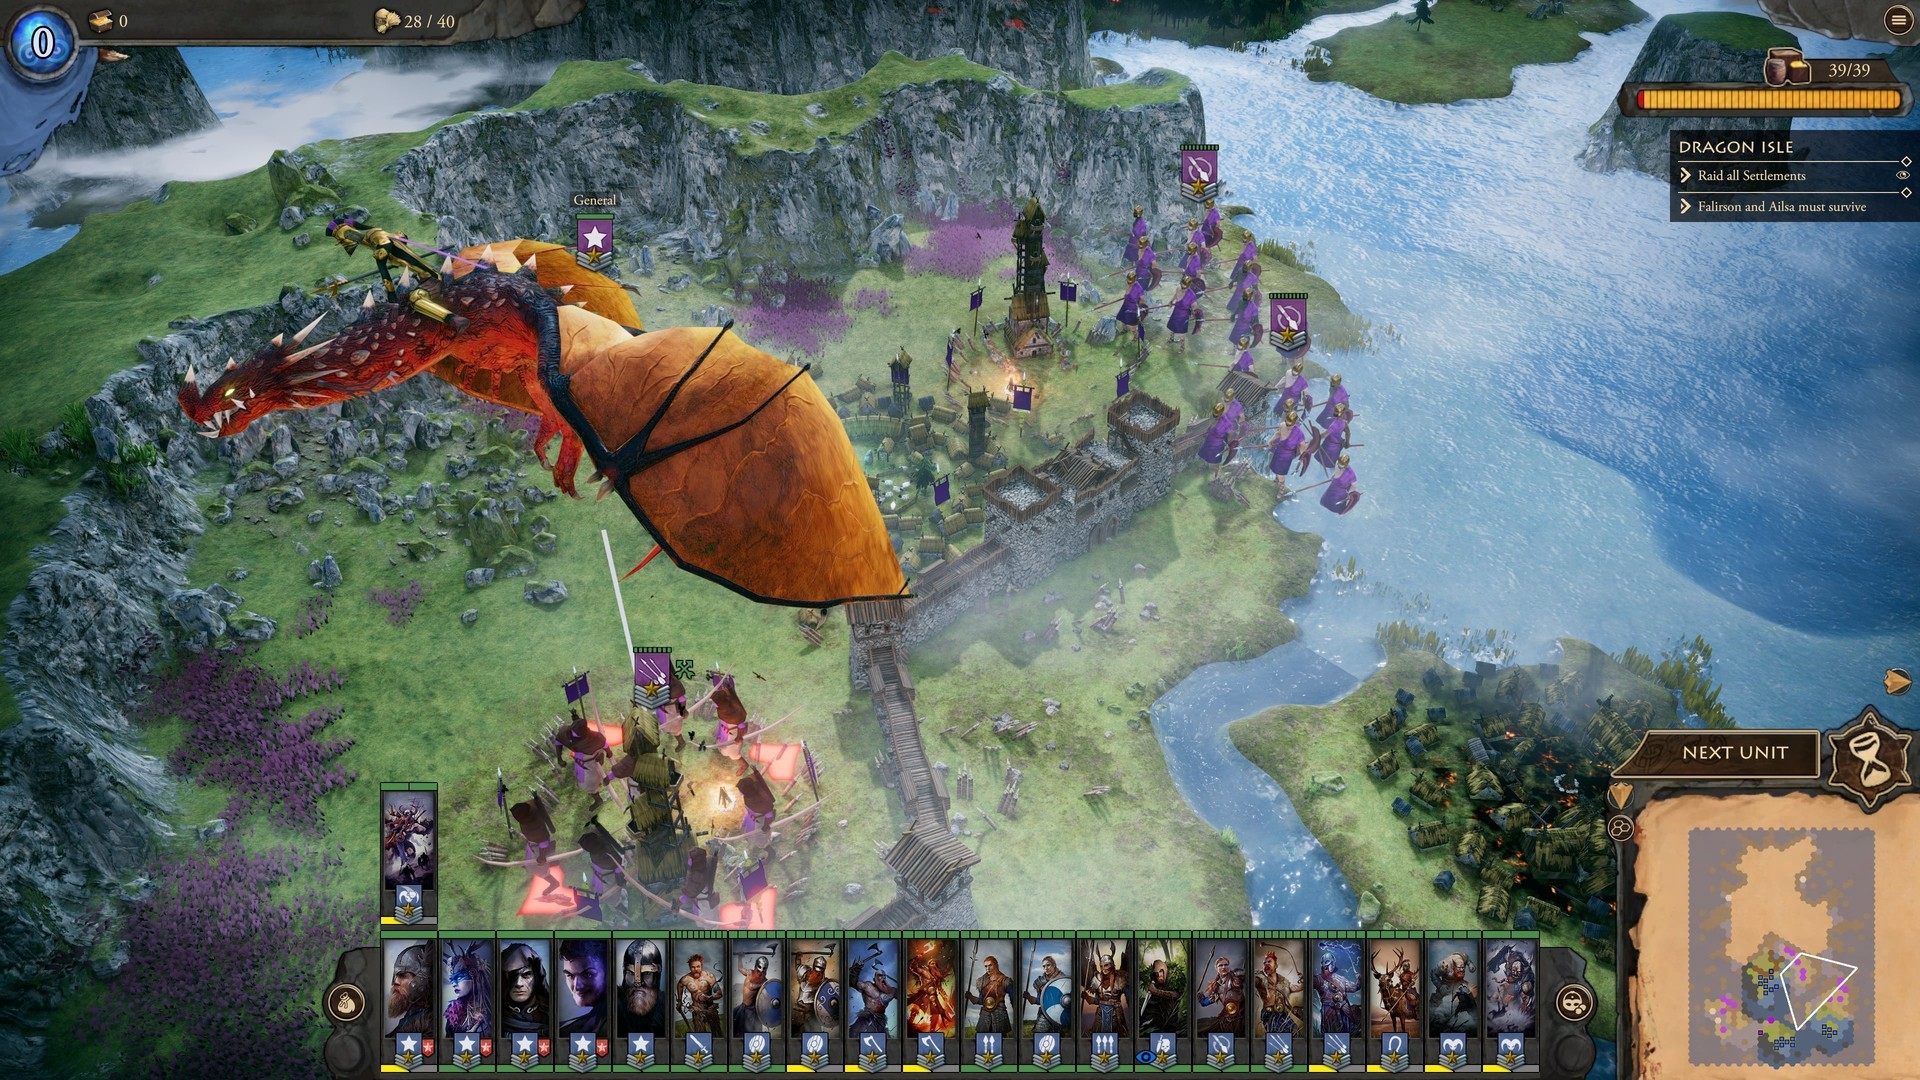 0
0
28 / 40
39/39
DRAGON ISLE
Raid all Settlements
Falirson and Ailsa must survive
General
NEXT UNIT